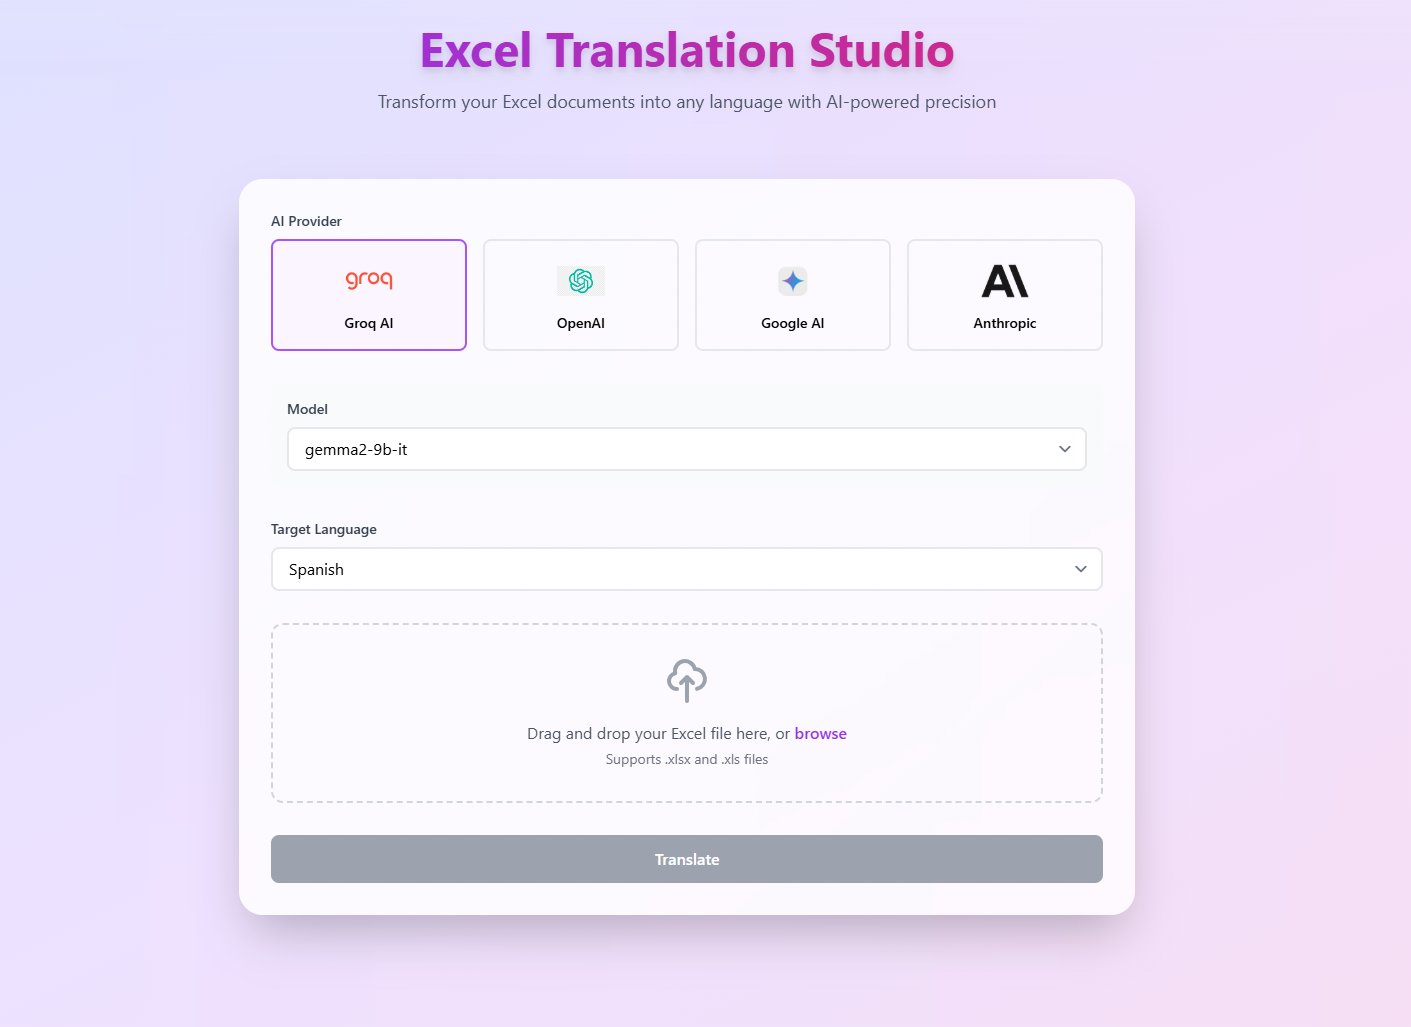 Excel Translation Studio
Transform your Excel documents into any language with AI-powered precision
AI Provider
groq
Groq AI
OpenAI
Google AI
AI
Anthropic
Model
gemma2-9b-it
Target Language
Spanish
Drag and drop your Excel file here, or browse
Supports .xlsx and .xls files
Translate